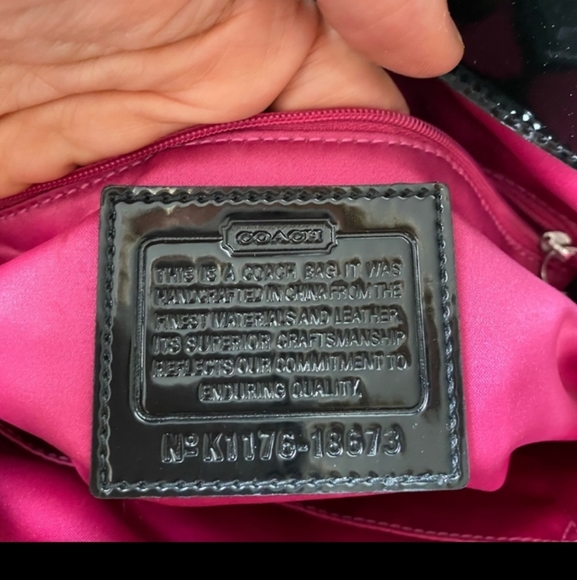 COACH
THIS IS A COACH BAG. IT WAS
HANDCRAFTED IN CHINA FROM THE
FINEST MATERIALS AND LEATHER.
ITS SUPERIOR CRAFTSMANSHIP
REFLECTS OUR COMMITMENT TO
ENDURING QUALITY.
Nº K1176-18673